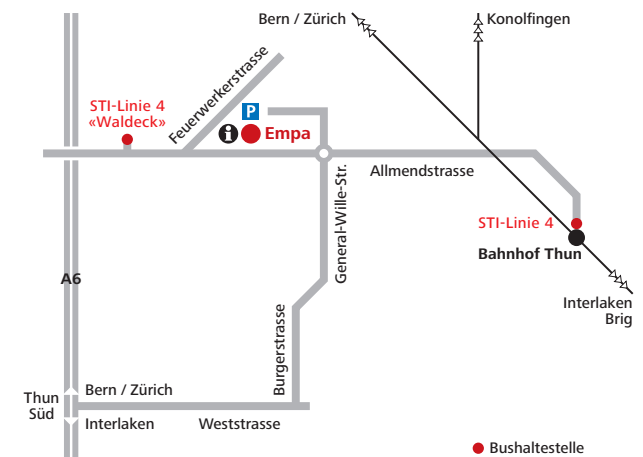 Bern / Zürich
Konolfingen
STI-Linie 4
«Waldeck»
Feuerwerkerstrasse
P
i Empa
Allmendstrasse
General-Wille-Str.
STI-Linie 4
Bahnhof Thun
A6
Interlaken
Brig
Burgerstrasse
Thun
Süd
Bern / Zürich
Interlaken
Weststrasse
Bushaltestelle